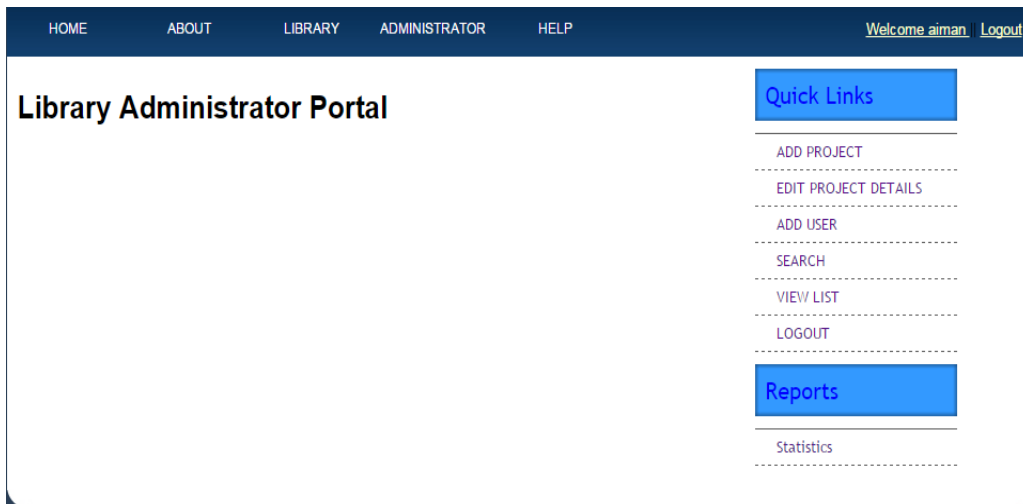 HOME ABOUT LIBRARY ADMINISTRATOR HELP Welcome aiman || Logout
Library Administrator Portal
Quick Links
ADD PROJECT
EDIT PROJECT DETAILS
ADD USER
SEARCH
VIEW LIST
LOGOUT
Reports
Statistics